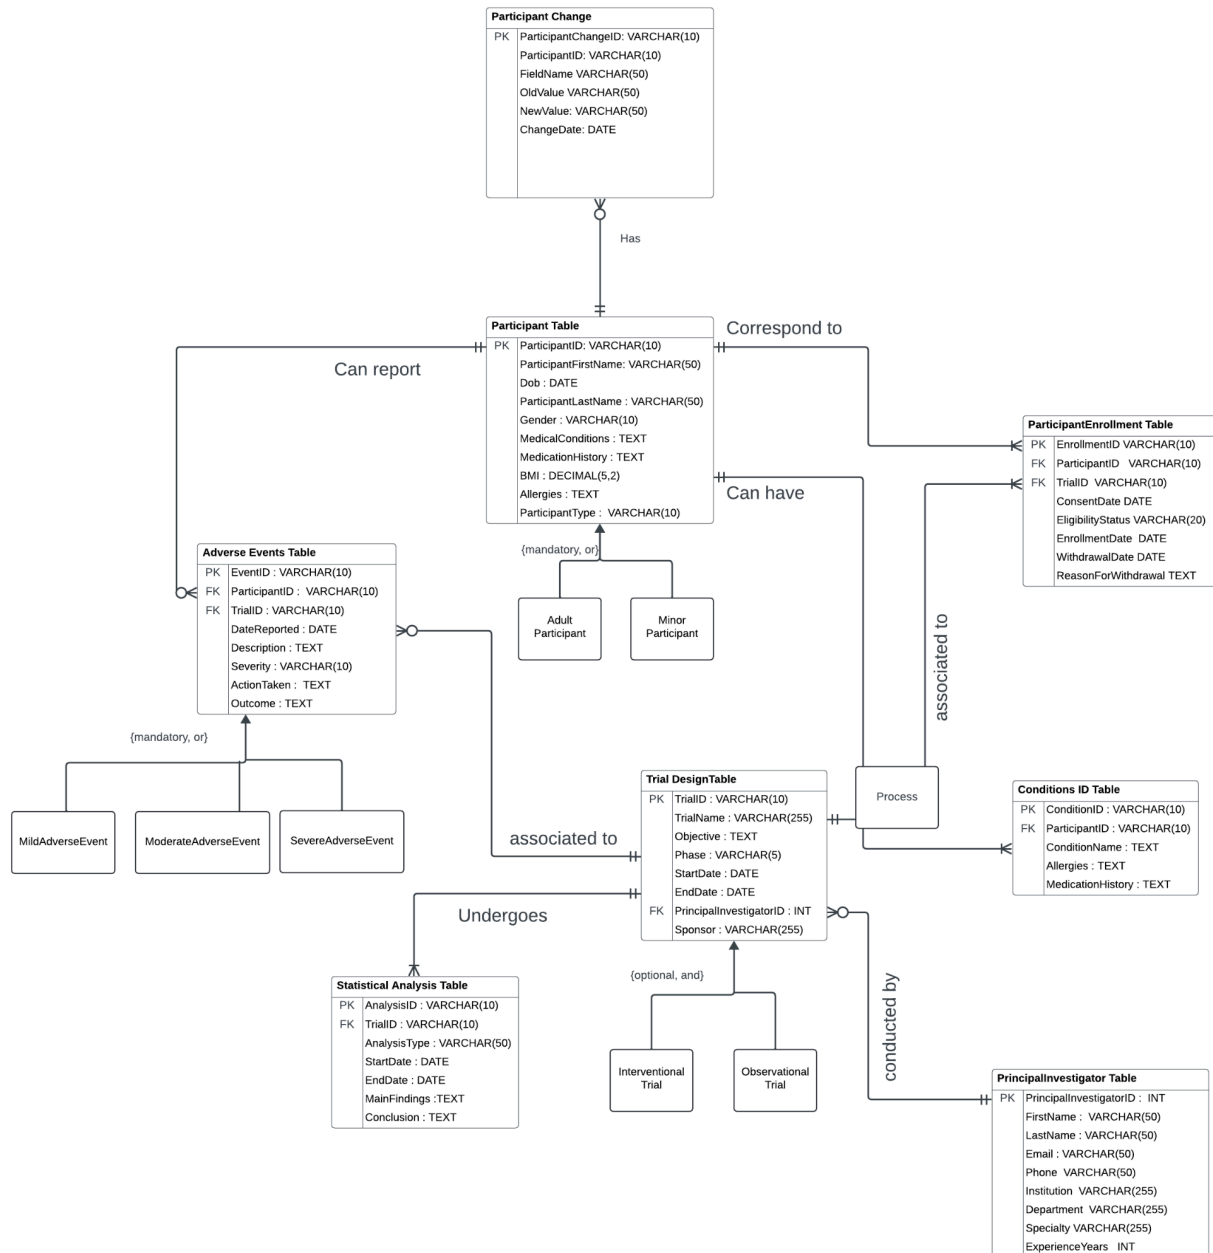 Participant Change
PK ParticipantChangeID: VARCHAR(10)
ParticipantID: VARCHAR(10)
FieldName VARCHAR(50)
OldValue VARCHAR(50)
NewValue: VARCHAR(50)
ChangeDate: DATE
Has
Participant Table
PK ParticipantID: VARCHAR(10)
ParticipantFirstName: VARCHAR(50)
Dob : DATE
ParticipantLastName : VARCHAR(50)
Gender : VARCHAR(10)
MedicalConditions : TEXT
MedicationHistory : TEXT
BMI : DECIMAL(5,2)
Allergies : TEXT
ParticipantType : VARCHAR(10)
Can report
Correspond to
Can have
ParticipantEnrollment Table
PK EnrollmentID VARCHAR(10)
FK ParticipantID VARCHAR(10)
FK TrialID VARCHAR(10)
ConsentDate DATE
EligibilityStatus VARCHAR(20)
EnrollmentDate DATE
WithdrawalDate DATE
ReasonForWithdrawal TEXT
{mandatory, or}
Adult
Participant
Minor
Participant
Adverse Events Table
PK EventID : VARCHAR(10)
FK ParticipantID : VARCHAR(10)
FK TrialID : VARCHAR(10)
DateReported : DATE
Description : TEXT
Severity : VARCHAR(10)
ActionTaken : TEXT
Outcome : TEXT
{mandatory, or}
MildAdverseEvent
ModerateAdverseEvent
SevereAdverseEvent
associated to
associated to
Process
Trial DesignTable
PK TrialID : VARCHAR(10)
TrialName : VARCHAR(255)
Objective : TEXT
Phase : VARCHAR(5)
StartDate : DATE
EndDate : DATE
FK PrincipalInvestigatorID : INT
Sponsor : VARCHAR(255)
Conditions ID Table
PK ConditionID : VARCHAR(10)
FK ParticipantID : VARCHAR(10)
ConditionName : TEXT
Allergies : TEXT
MedicationHistory : TEXT
Undergoes
Statistical Analysis Table
PK AnalysisID : VARCHAR(10)
FK TrialID : VARCHAR(10)
AnalysisType : VARCHAR(50)
StartDate : DATE
EndDate : DATE
MainFindings :TEXT
Conclusion : TEXT
{optional, and}
Interventional
Trial
Observational
Trial
conducted by
PrincipalInvestigator Table
PK PrincipalInvestigatorID : INT
FirstName : VARCHAR(50)
LastName : VARCHAR(50)
Email : VARCHAR(50)
Phone VARCHAR(50)
Institution VARCHAR(255)
Department VARCHAR(255)
Specialty VARCHAR(255)
ExperienceYears INT